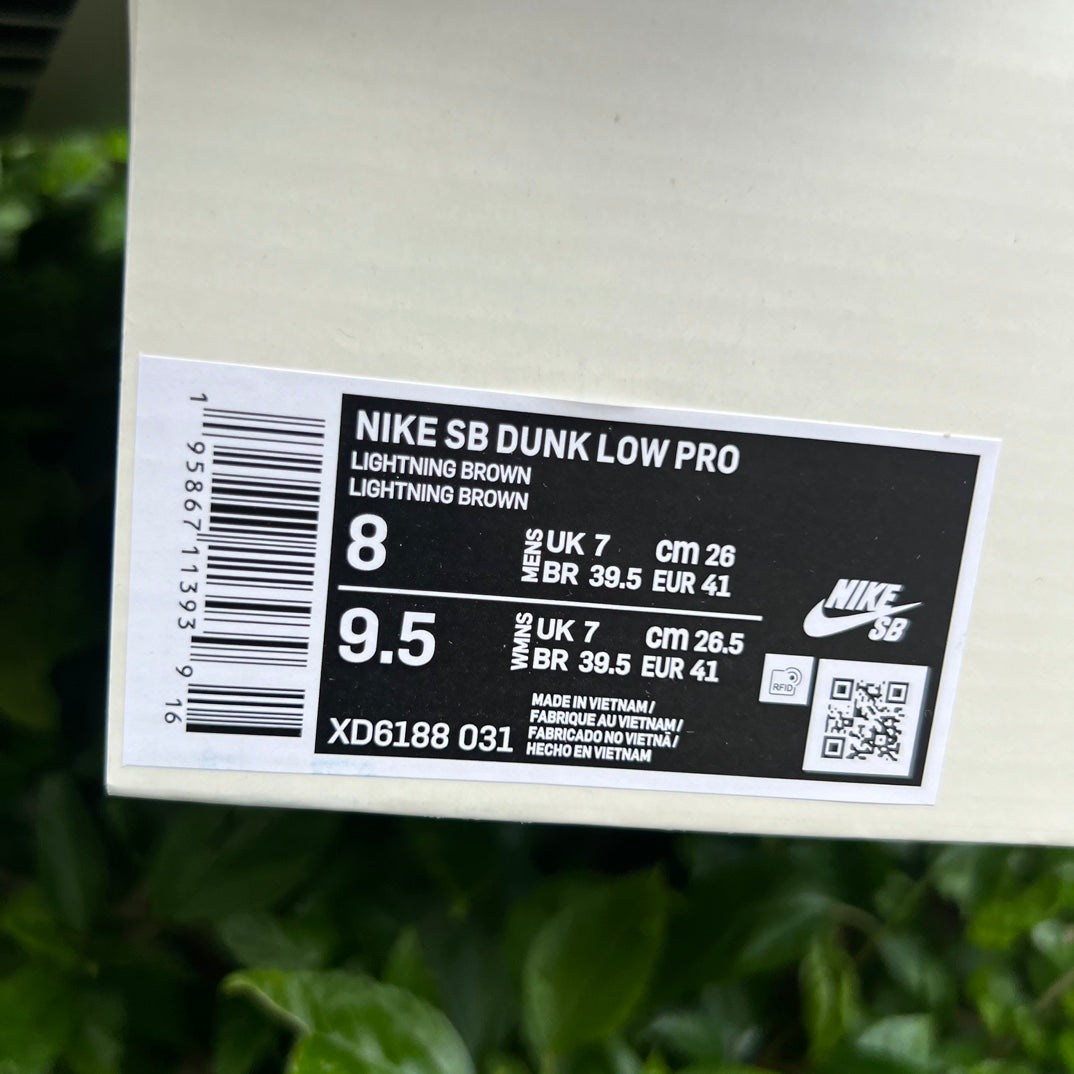 NIKE SB DUNK LOW PRO
LIGHTNING BROWN
LIGHTNING BROWN
8
MENS
UK 7 cm 26
BR 39.5 EUR 41
9.5
WMNS
UK 7 cm 26.5
BR 39.5 EUR 41
XD6188 031
MADE IN VIETNAM /
FABRIQUE AU VIETNAM /
FABRICADO NO VIETNÃ /
HECHO EN VIETNAM
NIKE
SB
RFID
1 95867 11393 9 16